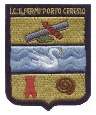 I.C. E. FERMI PORTO CERESIO